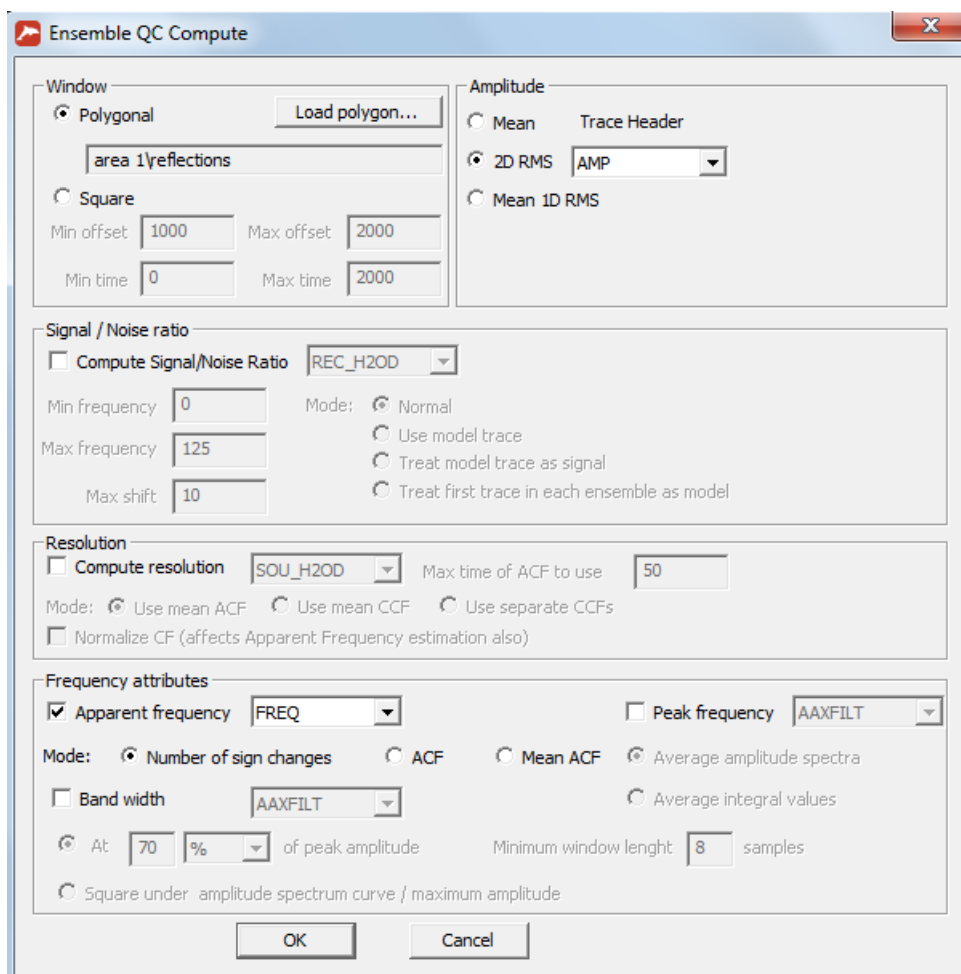 Ensemble QC Compute
X
Window
Polygonal
Load polygon...
area 1\reflections
Square
Min offset 1000 Max offset 2000
Min time 0 Max time 2000
Amplitude
Mean Trace Header
2D RMS AMP
Mean 1D RMS
Signal / Noise ratio
Compute Signal/Noise Ratio REC_H2OD
Min frequency 0 Mode: Normal
Use model trace
Max frequency 125
Treat model trace as signal
Max shift 10
Treat first trace in each ensemble as model
Resolution
Compute resolution SOU_H2OD Max time of ACF to use 50
Mode: Use mean ACF Use mean CCF Use separate CCFs
Normalize CF (affects Apparent Frequency estimation also)
Frequency attributes
Apparent frequency FREQ Peak frequency AAXFILT
Mode: Number of sign changes ACF Mean ACF Average amplitude spectra
Band width AAXFILT Average integral values
At 70 % of peak amplitude Minimum window lenght 8 samples
Square under amplitude spectrum curve / maximum amplitude
OK Cancel